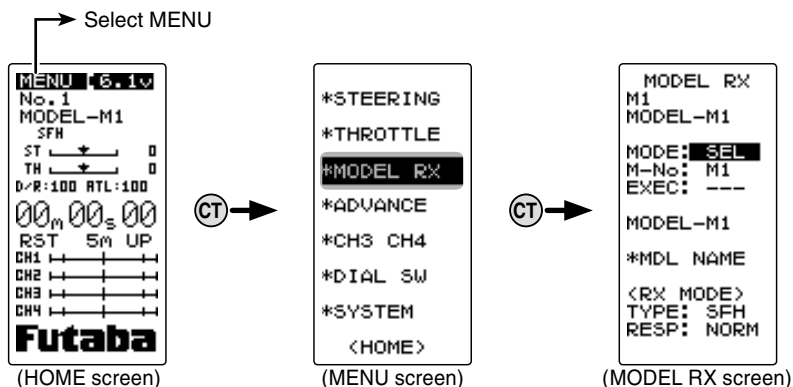 Select MENU
MENU 6.1v
No.1
MODEL-M1
SFH
ST 0
TH 0
D/R:100 ATL:100
00m00s00
RST 5m UP
CH1
CH2
CH3
CH4
Futaba
(HOME screen)
CT
*STEERING
*THROTTLE
*MODEL RX
*ADVANCE
*CH3 CH4
*DIAL SW
*SYSTEM
<HOME>
(MENU screen)
CT
MODEL RX
M1
MODEL-M1
MODE: SEL
M-No: M1
EXEC: ---
MODEL-M1
*MDL NAME
<RX MODE>
TYPE: SFH
RESP: NORM
(MODEL RX screen)